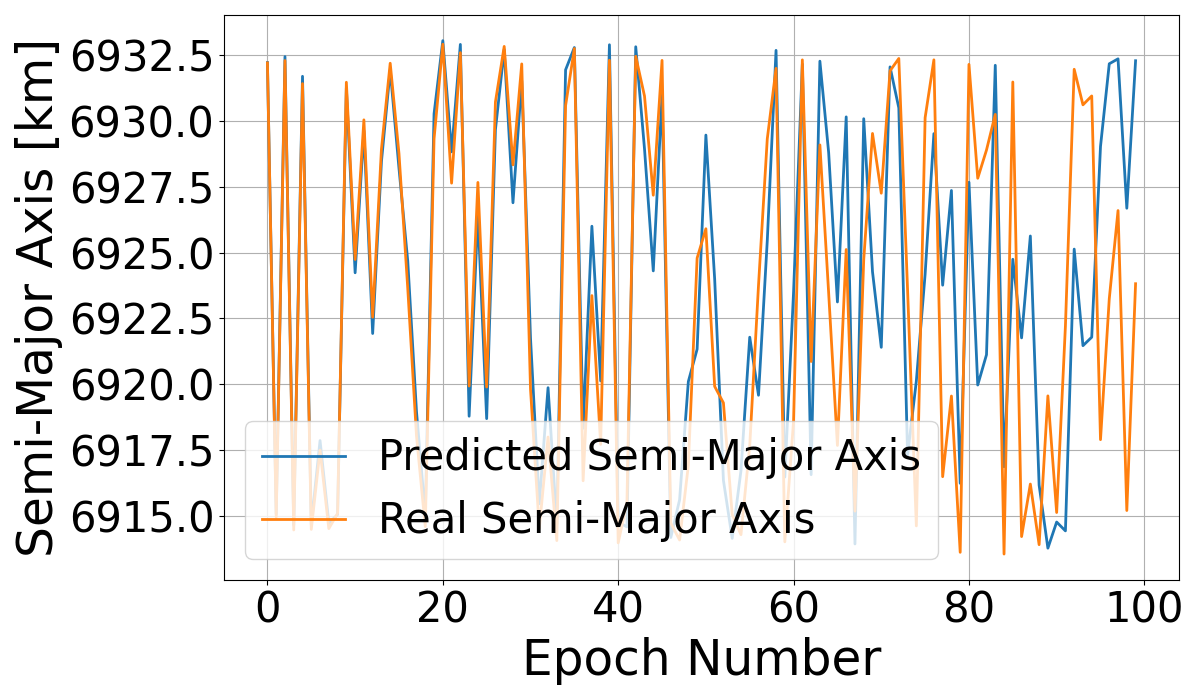 Semi-Major Axis [km]
6932.5
6930.0
6927.5
6925.0
6922.5
6920.0
6917.5
6915.0
Predicted Semi-Major Axis
Real Semi-Major Axis
0 20 40 60 80 100
Epoch Number